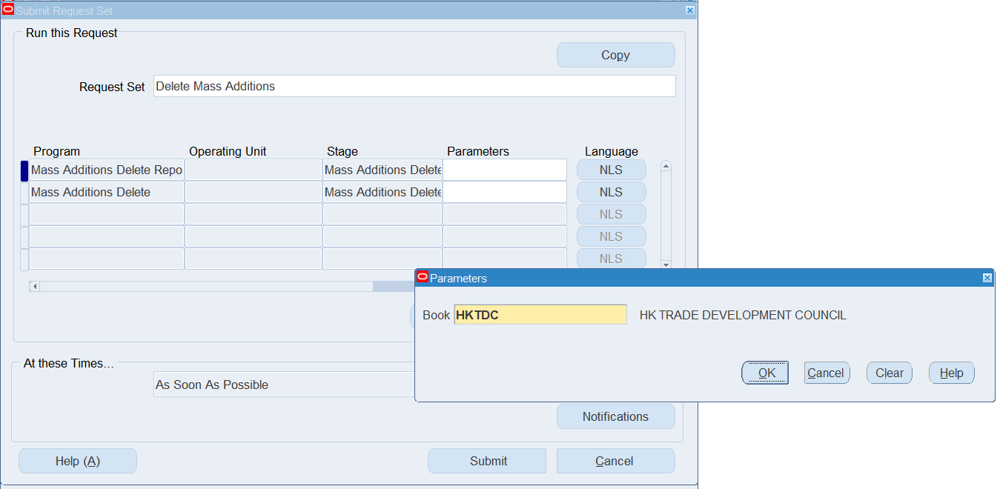 Submit Request Set
Run this Request
Copy
Request Set Delete Mass Additions
Program Operating Unit Stage Parameters Language
Mass Additions Delete Repo Mass Additions Delete NLS
Mass Additions Delete Mass Additions Delete NLS
NLS
NLS
NLS
Parameters
Book HKTDC HK TRADE DEVELOPMENT COUNCIL
OK Cancel Clear Help
At these Times...
As Soon As Possible
Notifications
Help (A) Submit Cancel